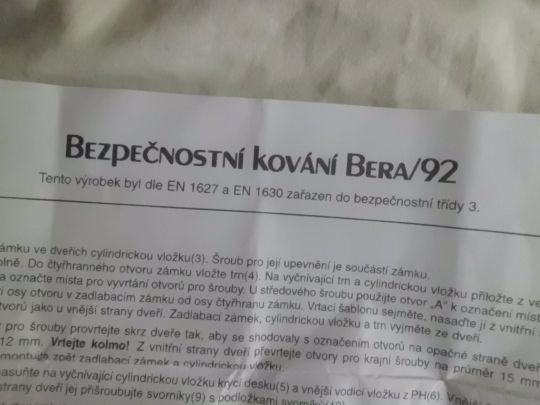 Bezpečnostní kování Bera/92
Tento výrobek byl dle EN 1627 a EN 1630 zařazen do bezpečnostní třídy 3.
ámku ve dveřích cylindrickou vložku(3). Šroub pro její upevnění je součástí zámku.
olně. Do čtyřhranného otvoru zámku vložte trn(4). Na vyčnívající trn a cylindrickou vložku přiložte z
a označte místa pro vyvrtání otvorů pro šrouby. U středového šroubu použijte otvor „A" k označení míst
osy otvoru v zadlabacím zámku od osy čtyřhranu zámku. Vrtací šablonu sejměte, nasaďte jí z vnitřní
tvorů jako u vnější strany dveří. Zadlabací zámek, cylindrickou vložku a trn vyjměte ze dveří.
pro šrouby provrtejte skrz dveře tak, aby se shodovaly s označením otvorů na opačné straně dveř
12 mm. Vrtejte kolmo! Z vnitřní strany dveří převrtejte otvory pro krajní šrouby na průměr 15 mm
montujte zpět zadlabací zámek a cylindrickou vložku.
asuňte na vyčnívající cylindrickou vložku krycí desku(5) a vnější vodicí vložku z PH(6).
strany dveří jej přišroubujte svorníky(9) s podložkami